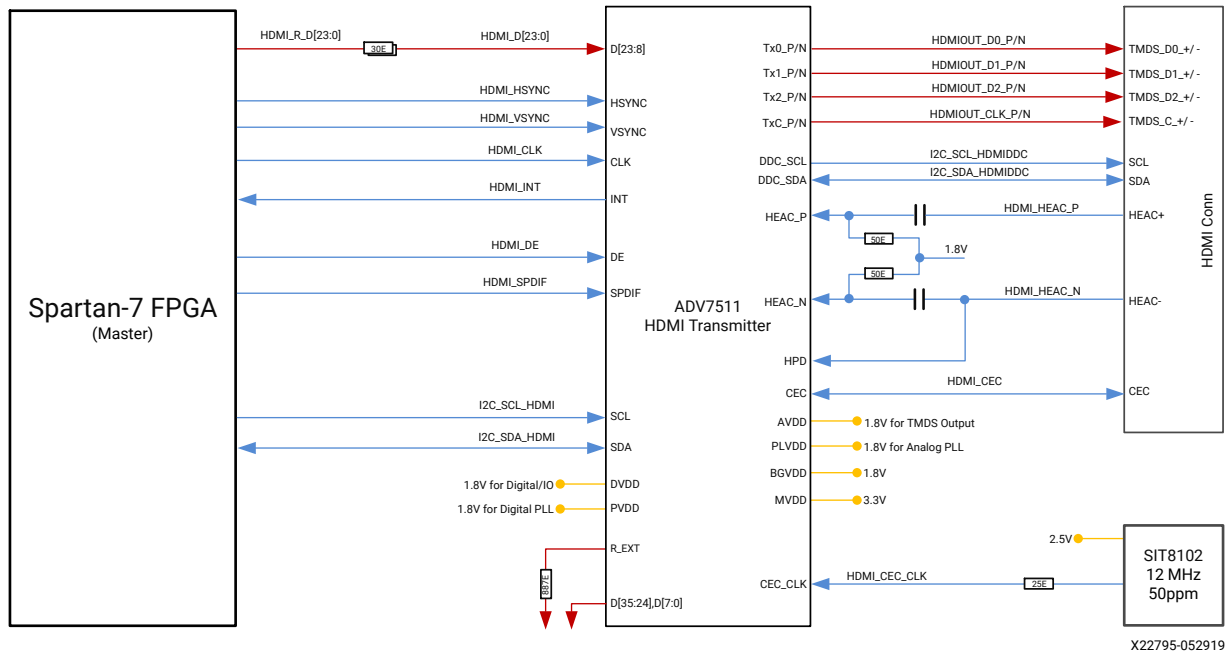 HDMI_R_D[23:0]
30E
HDMI_D[23:0]
D[23:8]
HDMI_HSYNC
HSYNC
HDMI_VSYNC
VSYNC
HDMI_CLK
CLK
HDMI_INT
INT
HDMI_DE
DE
HDMI_SPDIF
SPDIF
Spartan-7 FPGA
(Master)
I2C_SCL_HDMI
SCL
I2C_SDA_HDMI
SDA
1.8V for Digital/IO
DVDD
1.8V for Digital PLL
PVDD
R_EXT
887E
D[35:24],D[7:0]
ADV7511
HDMI Transmitter
Tx0_P/N
HDMIOUT_D0_P/N
TMDS_D0_+/-
Tx1_P/N
HDMIOUT_D1_P/N
TMDS_D1_+/-
Tx2_P/N
HDMIOUT_D2_P/N
TMDS_D2_+/-
TxC_P/N
HDMIOUT_CLK_P/N
TMDS_C_+/-
DDC_SCL
I2C_SCL_HDMIDDC
SCL
DDC_SDA
I2C_SDA_HDMIDDC
SDA
HEAC_P
HDMI_HEAC_P
HEAC+
50E
1.8V
50E
HEAC_N
HDMI_HEAC_N
HEAC-
HPD
CEC
HDMI_CEC
CEC
HDMI Conn
AVDD
1.8V for TMDS Output
PLVDD
1.8V for Analog PLL
BGVDD
1.8V
MVDD
3.3V
2.5V
CEC_CLK
HDMI_CEC_CLK
25E
SIT8102
12 MHz
50ppm
X22795-052919